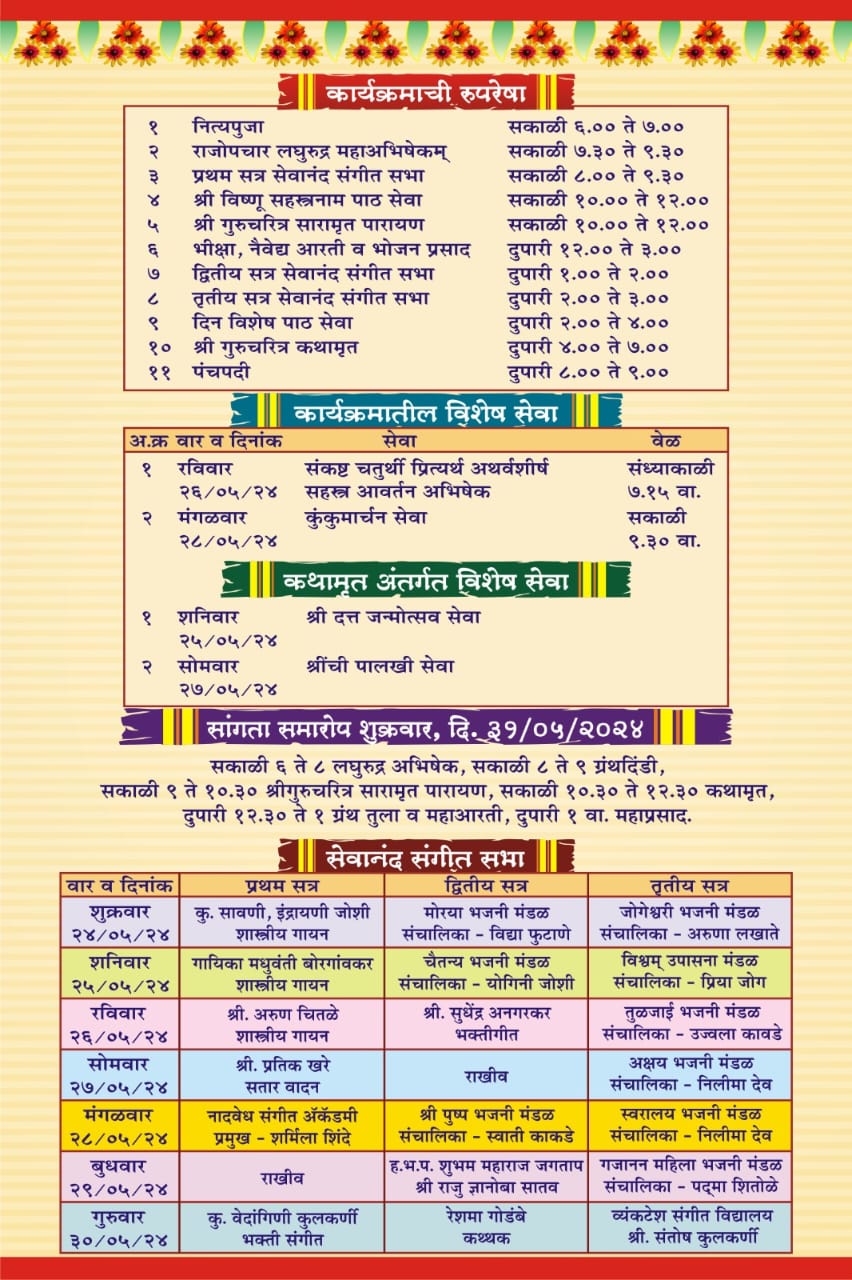 कार्यक्रमाची रुपरेषा
१ नित्यपुजा सकाळी ६.०० ते ७.००
२ राजोपचार लघुरुद्र महाअभिषेकम् सकाळी ७.३० ते ९.३०
३ प्रथम सत्र सेवानंद संगीत सभा सकाळी ८.०० ते ९.३०
४ श्री विष्णू सहस्त्रनाम पाठ सेवा सकाळी १०.०० ते १२.००
५ श्री गुरुचरित्र सारामृत पारायण सकाळी १०.०० ते १२.००
६ भीक्षा, नैवेद्य आरती व भोजन प्रसाद दुपारी १२.०० ते ३.००
७ द्वितीय सत्र सेवानंद संगीत सभा दुपारी १.०० ते २.००
८ तृतीय सत्र सेवानंद संगीत सभा दुपारी २.०० ते ३.००
९ दिन विशेष पाठ सेवा दुपारी २.०० ते ४.००
१० श्री गुरुचरित्र कथामृत दुपारी ४.०० ते ७.००
११ पंचपदी दुपारी ८.०० ते ९.००
कार्यक्रमातील विशेष सेवा
अ.क्र वार व दिनांक सेवा वेळ
१ रविवार संकष्ट चतुर्थी प्रित्यर्थ अथर्वशीर्ष संध्याकाळी
२६/०५/२४ सहस्त्र आवर्तन अभिषेक ७.१५ वा.
२ मंगळवार कुंकुमार्चन सेवा सकाळी
२८/०५/२४ ९.३० वा.
कथामृत अंतर्गत विशेष सेवा
१ शनिवार श्री दत्त जन्मोत्सव सेवा
२५/०५/२४
२ सोमवार श्रींची पालखी सेवा
२७/०५/२४
सांगता समारोप शुक्रवार, दि. ३१/०५/२०२४
सकाळी ६ ते ८ लघुरुद्र अभिषेक, सकाळी ८ ते ९ ग्रंथदिंडी,
सकाळी ९ ते १०.३० श्रीगुरुचरित्र सारामृत पारायण, सकाळी १०.३० ते १२.३० कथामृत,
दुपारी १२.३० ते १ ग्रंथ तुला व महाआरती, दुपारी १ वा. महाप्रसाद.
सेवानंद संगीत सभा
वार व दिनांक प्रथम सत्र द्वितीय सत्र तृतीय सत्र
शुक्रवार कु. सावणी, इंद्रायणी जोशी मोरया भजनी मंडळ जोगेश्वरी भजनी मंडळ
२४/०५/२४ शास्त्रीय गायन संचालिका - विद्या फुटाणे संचालिका - अरुणा लखाते
शनिवार गायिका मधुवंती बोरगांवकर चैतन्य भजनी मंडळ विश्वम् उपासना मंडळ
२५/०५/२४ शास्त्रीय गायन संचालिका - योगिनी जोशी संचालिका - प्रिया जोग
रविवार श्री. अरुण चितळे श्री. सुधेंद्र अनगरकर तुळजाई भजनी मंडळ
२६/०५/२४ शास्त्रीय गायन भक्तीगीत संचालिका - उज्वला कावडे
सोमवार श्री. प्रतिक खरे राखीव अक्षय भजनी मंडळ
२७/०५/२४ सतार वादन संचालिका - निलीमा देव
मंगळवार नादवेध संगीत ॲकॅडमी श्री पुष्प भजनी मंडळ स्वरालय भजनी मंडळ
२८/०५/२४ प्रमुख - शर्मिला शिंदे संचालिका - स्वाती काकडे संचालिका - निलीमा देव
बुधवार राखीव ह.भ.प. शुभम महाराज जगताप गजानन महिला भजनी मंडळ
२९/०५/२४ श्री राजु ज्ञानोबा सातव संचालिका - पद्मा शितोळे
गुरुवार कु. वेदांगिणी कुलकर्णी रेशमा गोडंबे व्यंकटेश संगीत विद्यालय
३०/०५/२४ भक्ती संगीत कथ्थक श्री. संतोष कुलकर्णी